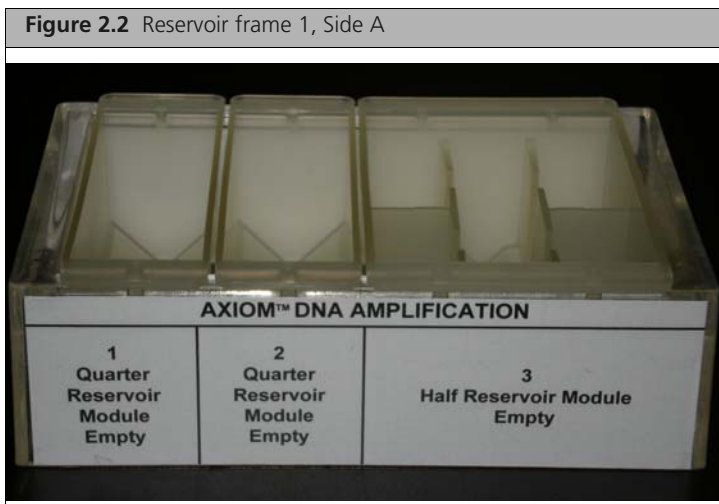 Figure 2.2 Reservoir frame 1, Side A
AXIOM™ DNA AMPLIFICATION
1
Quarter
Reservoir
Module
Empty
2
Quarter
Reservoir
Module
Empty
3
Half Reservoir Module
Empty